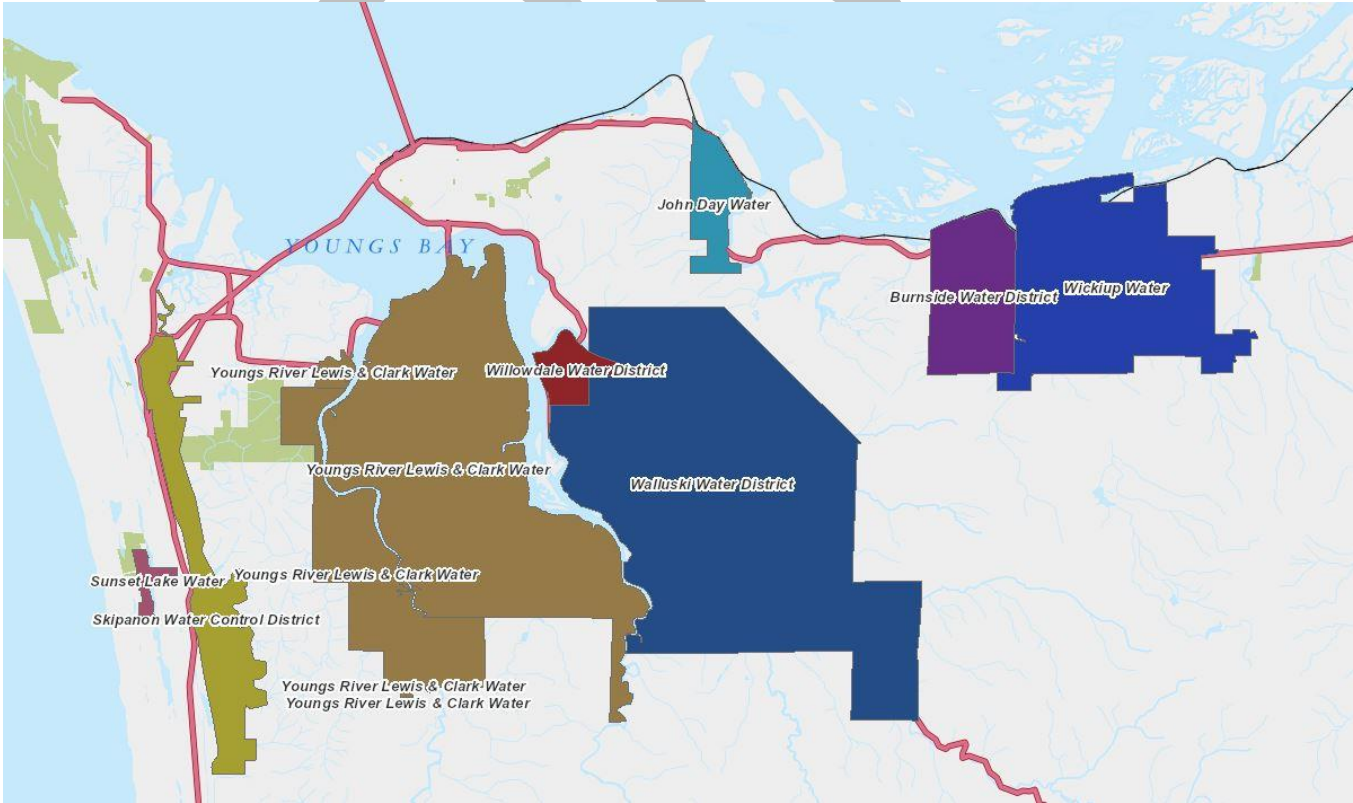 John Day Water
YOUNGS BAY
Burnside Water District
Wickiup Water
Youngs River Lewis & Clark Water
Willowdale Water District
Youngs River Lewis & Clark Water
Walluski Water District
Sunset Lake Water
Youngs River Lewis & Clark Water
Skipanon Water Control District
Youngs River Lewis & Clark Water
Youngs River Lewis & Clark Water